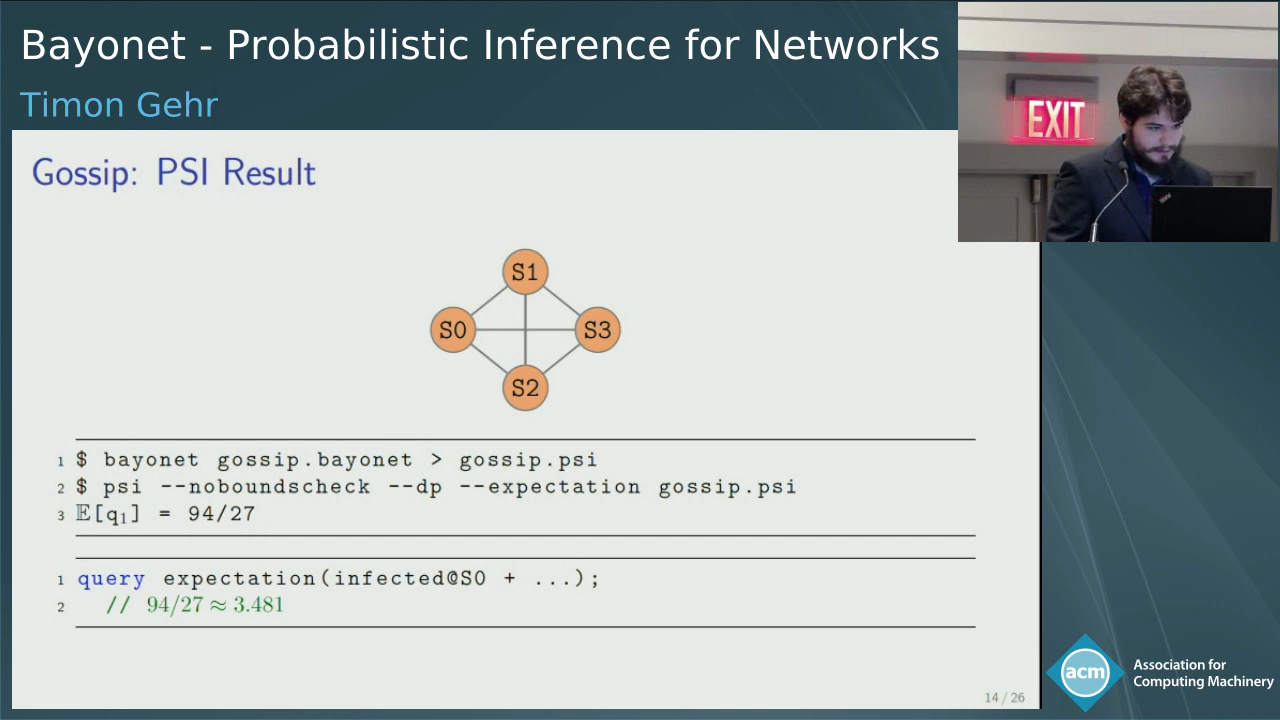 Bayonet - Probabilistic Inference for Networks
Timon Gehr
EXIT
Gossip: PSI Result
S1
S0
S3
S2
1 $ bayonet gossip.bayonet > gossip.psi
2 $ psi --noboundscheck --dp --expectation gossip.psi
3 𝔼[q₁] = 94/27
1 query expectation(infected@S0 + ...);
2 // 94/27 ≈ 3.481
14 / 26
acm
Association for
Computing Machinery